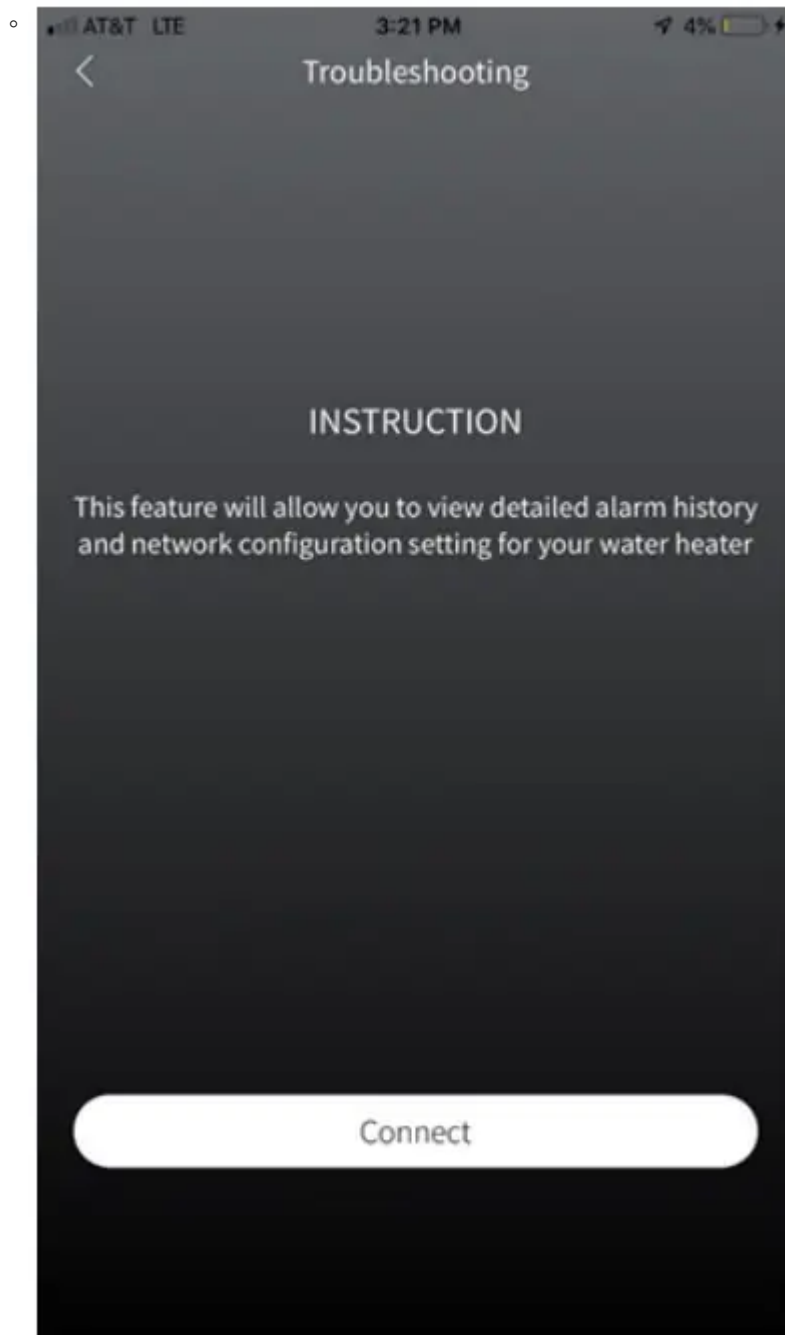 AT&T LTE
3:21 PM
4%
Troubleshooting
INSTRUCTION
This feature will allow you to view detailed alarm history
and network configuration setting for your water heater
Connect